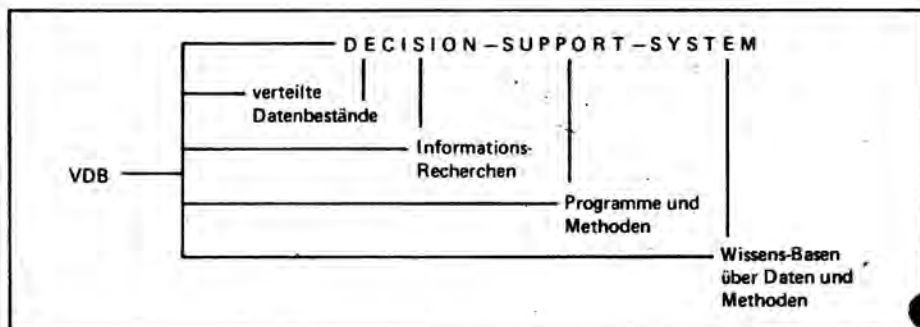 DECISION-SUPPORT-SYSTEM
verteilte
Datenbestände
Informations-
Recherchen
VDB
Programme und
Methoden
Wissens-Basen
über Daten und
Methoden